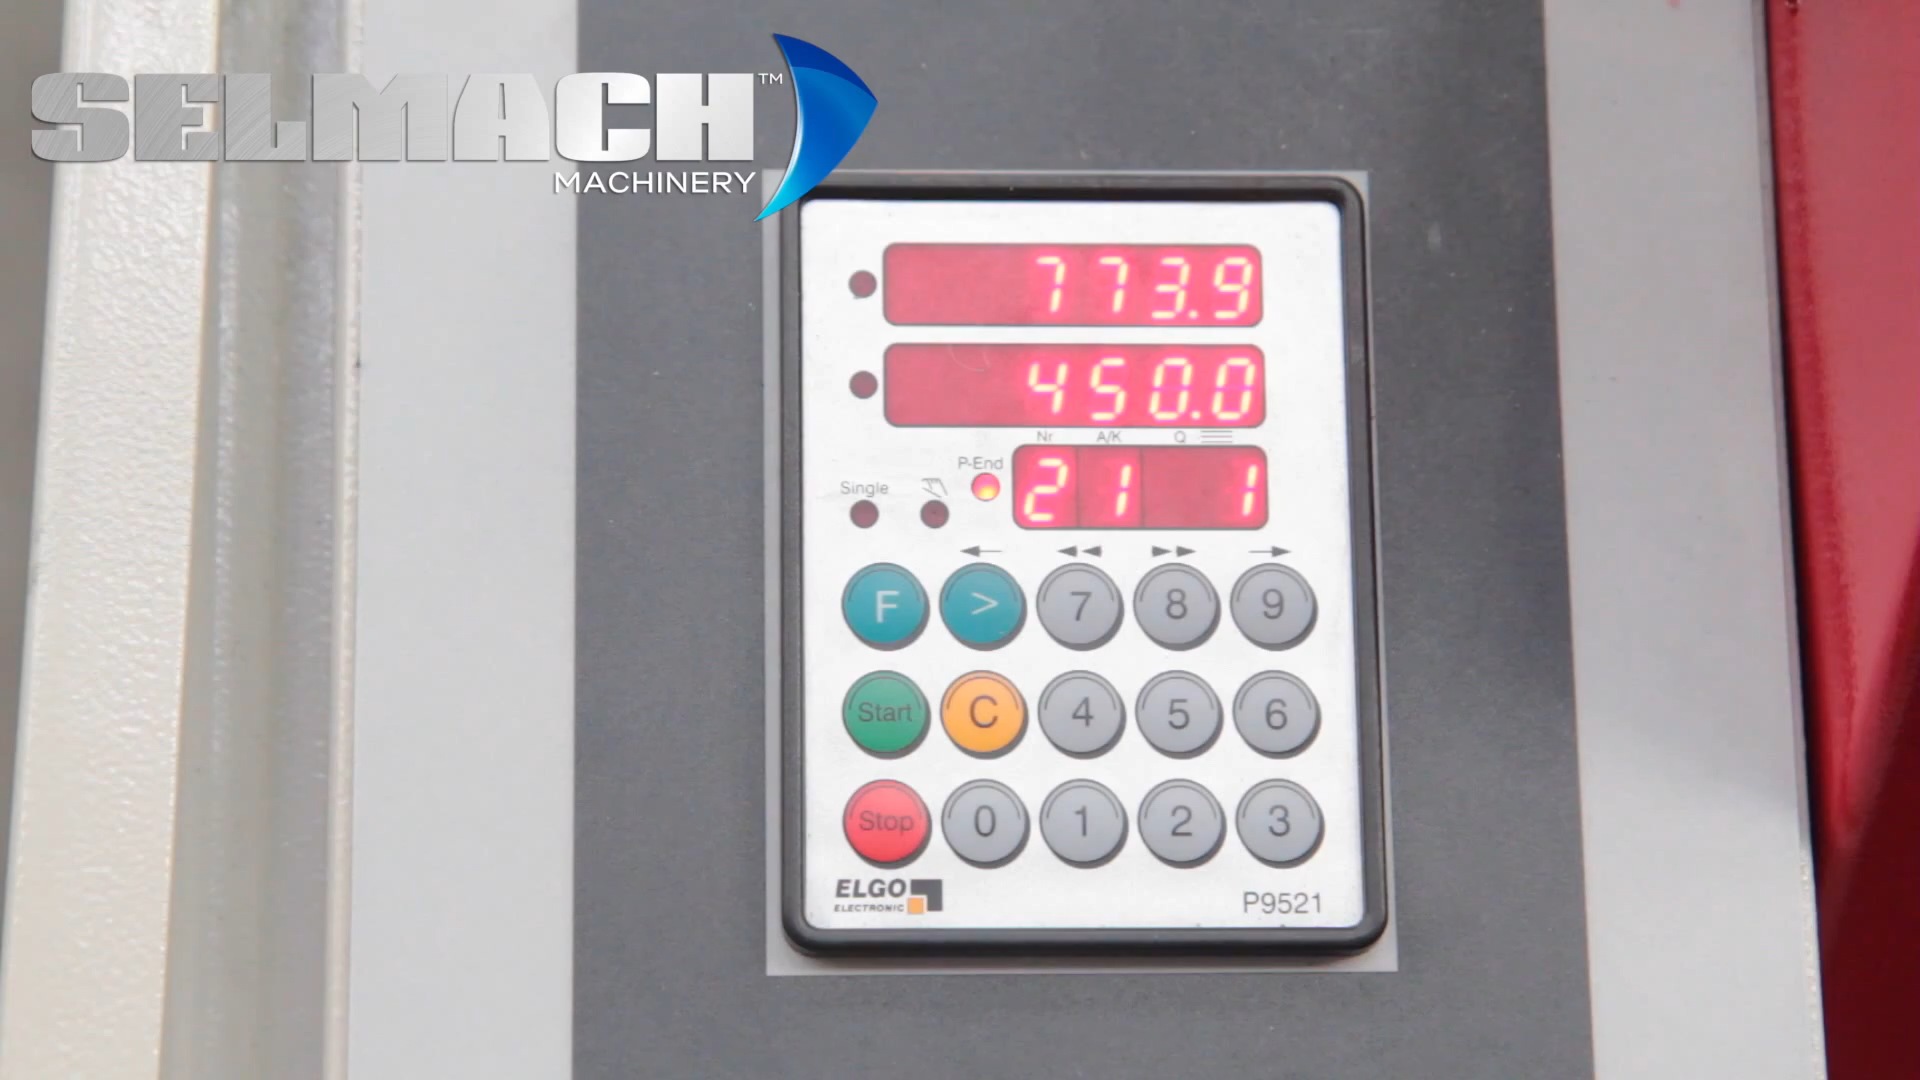 SELMACH™
MACHINERY
773.9
450.0
Nr A/K Q
P-End
21 1
Single
F > 7 8 9
Start C 4 5 6
Stop 0 1 2 3
ELGO
ELECTRONIC
P9521